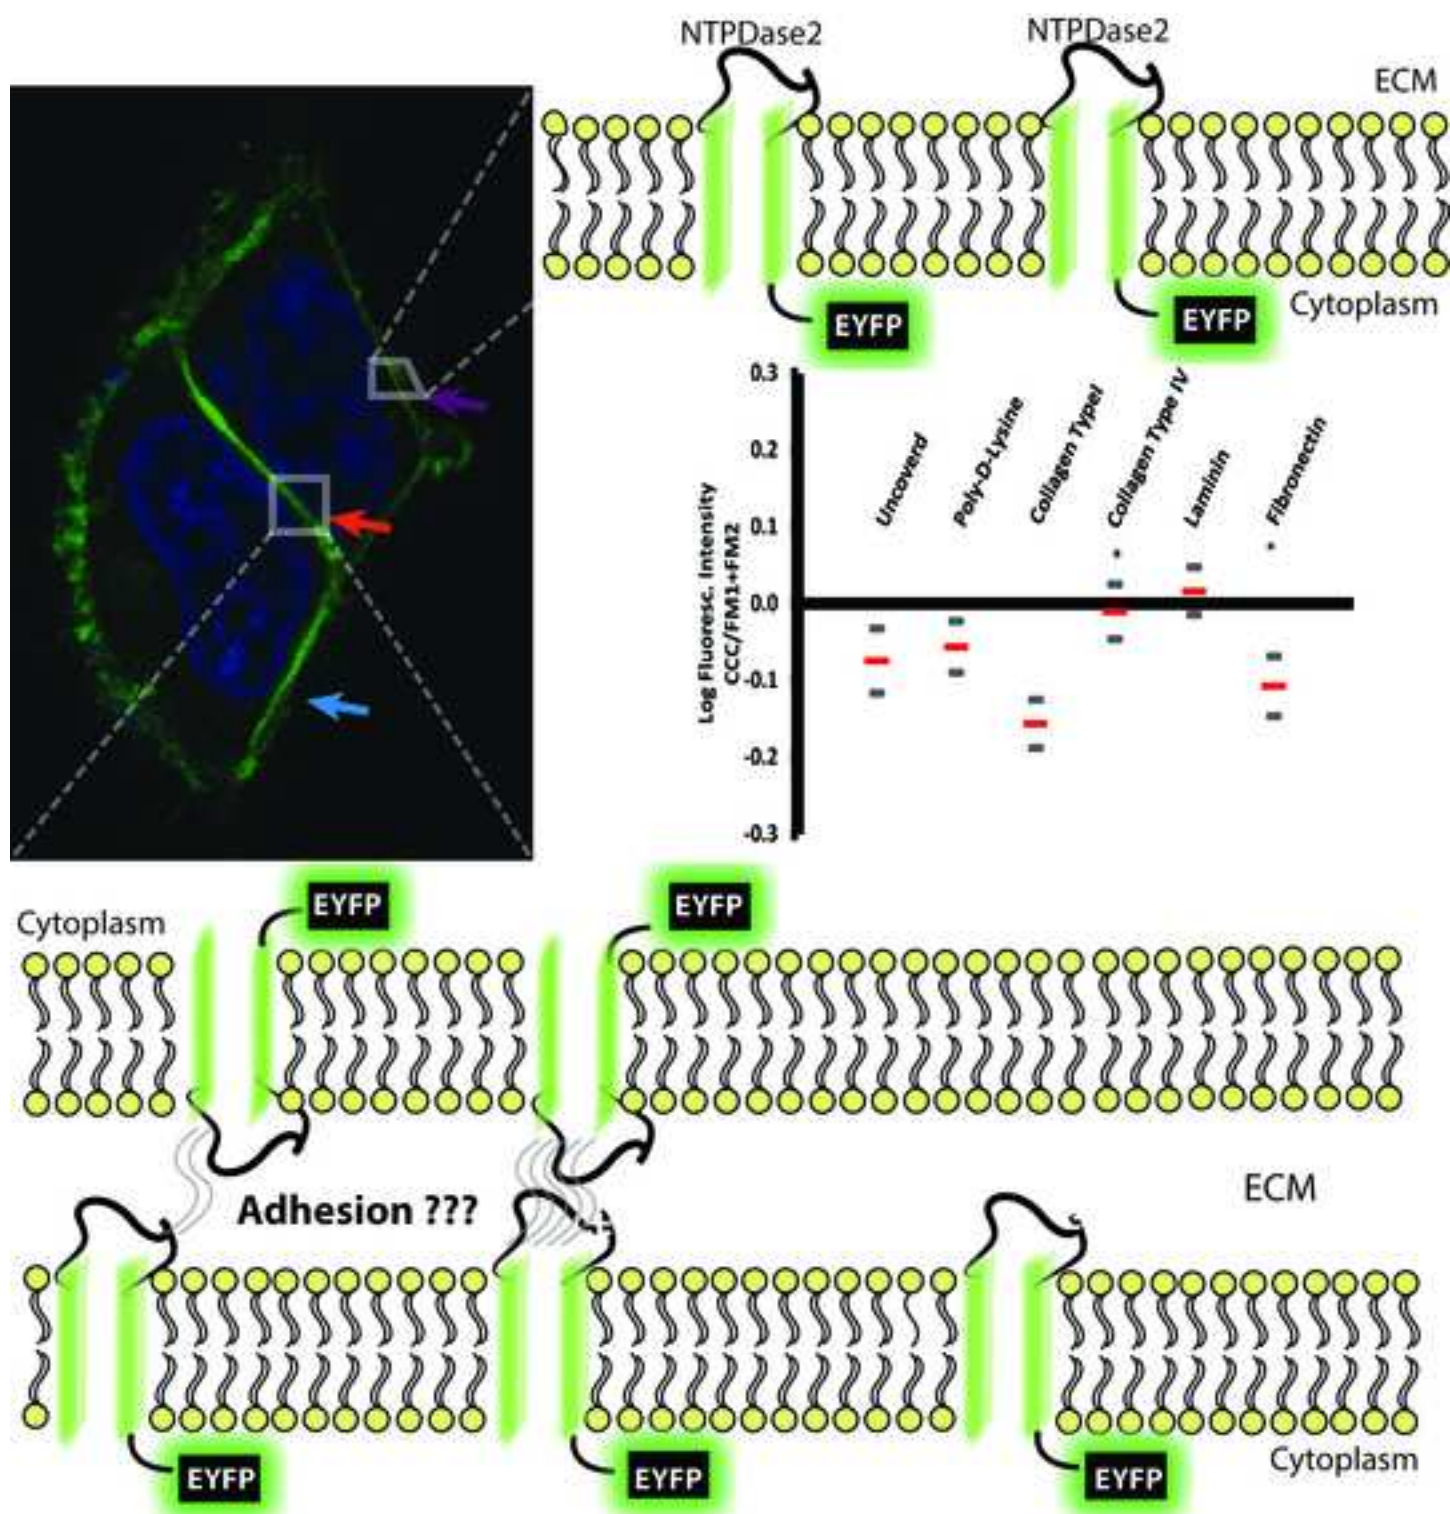 NTPDase2
NTPDase2
ECM
EYFP
EYFP
Cytoplasm
0.3
0.2
0.1
0.0
-0.1
-0.2
-0.3
Log Fluoresc. Intensity
CCC/FM1+FM2
Uncoverd
Poly-D-Lysine
Collagen TypeI
Collagen Type IV
Laminin
Fibronectin
*
*
Cytoplasm
EYFP
EYFP
Adhesion ???
ECM
EYFP
EYFP
EYFP
Cytoplasm